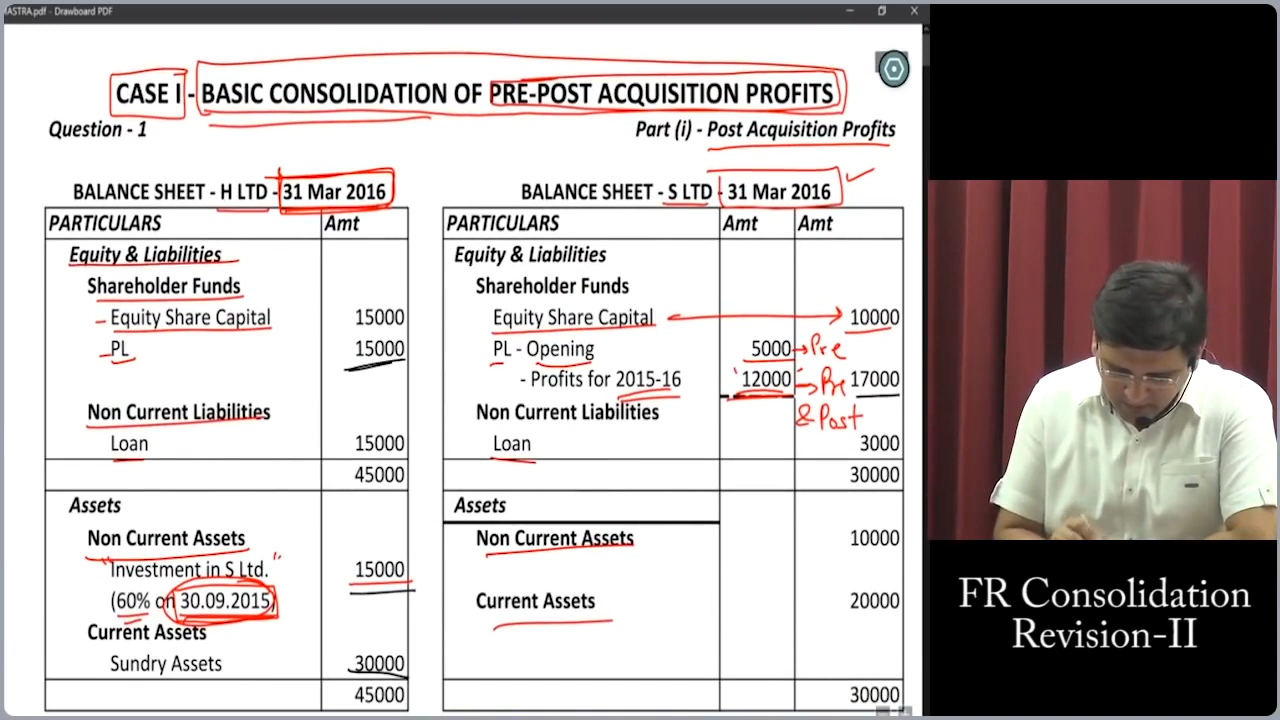 IASTRA.pdf - Drawboard PDF
CASE I - BASIC CONSOLIDATION OF PRE-POST ACQUISITION PROFITS
Question - 1 Part (i) - Post Acquisition Profits
BALANCE SHEET - H LTD - 31 Mar 2016
PARTICULARS Amt
Equity & Liabilities
Shareholder Funds
- Equity Share Capital 15000
- PL 15000
Non Current Liabilities
Loan 15000
45000
Assets
Non Current Assets
"Investment in S Ltd." 15000
(60% on 30.09.2015)
Current Assets
Sundry Assets 30000
45000
BALANCE SHEET - S LTD - 31 Mar 2016
PARTICULARS Amt Amt
Equity & Liabilities
Shareholder Funds
Equity Share Capital 10000
PL - Opening 5000 → Pre
- Profits for 2015-16 12000 → Pre 17000
Non Current Liabilities & Post
Loan 3000
30000
Assets
Non Current Assets 10000
Current Assets 20000
30000
FR Consolidation
Revision-II